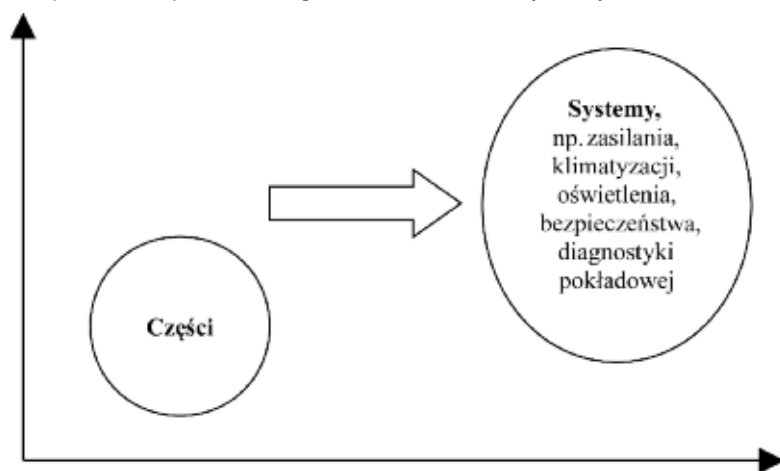 Części
Systemy,
np. zasilania,
klimatyzacji,
oświetlenia,
bezpieczeństwa,
diagnostyki
pokładowej